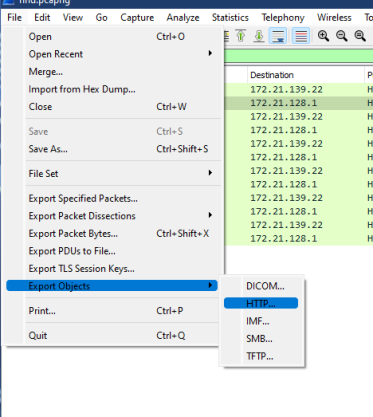 File Edit View Go Capture Analyze Statistics Telephony Wireless
Open Ctrl+O
Open Recent
Merge...
Import from Hex Dump...
Close Ctrl+W
Save Ctrl+S
Save As... Ctrl+Shift+S
File Set
Export Specified Packets...
Export Packet Dissections
Export Packet Bytes... Ctrl+Shift+X
Export PDUs to File...
Export TLS Session Keys...
Export Objects
Print... Ctrl+P
Quit Ctrl+Q
DICOM...
HTTP...
IMF...
SMB...
TFTP...
Destination
172.21.139.22 H
172.21.128.1 H
172.21.139.22 H
172.21.128.1 H
172.21.139.22 H
172.21.128.1 H
172.21.128.1 H
172.21.139.22 H
172.21.128.1 H
172.21.139.22 H
172.21.128.1 H
172.21.139.22 H
172.21.128.1 H